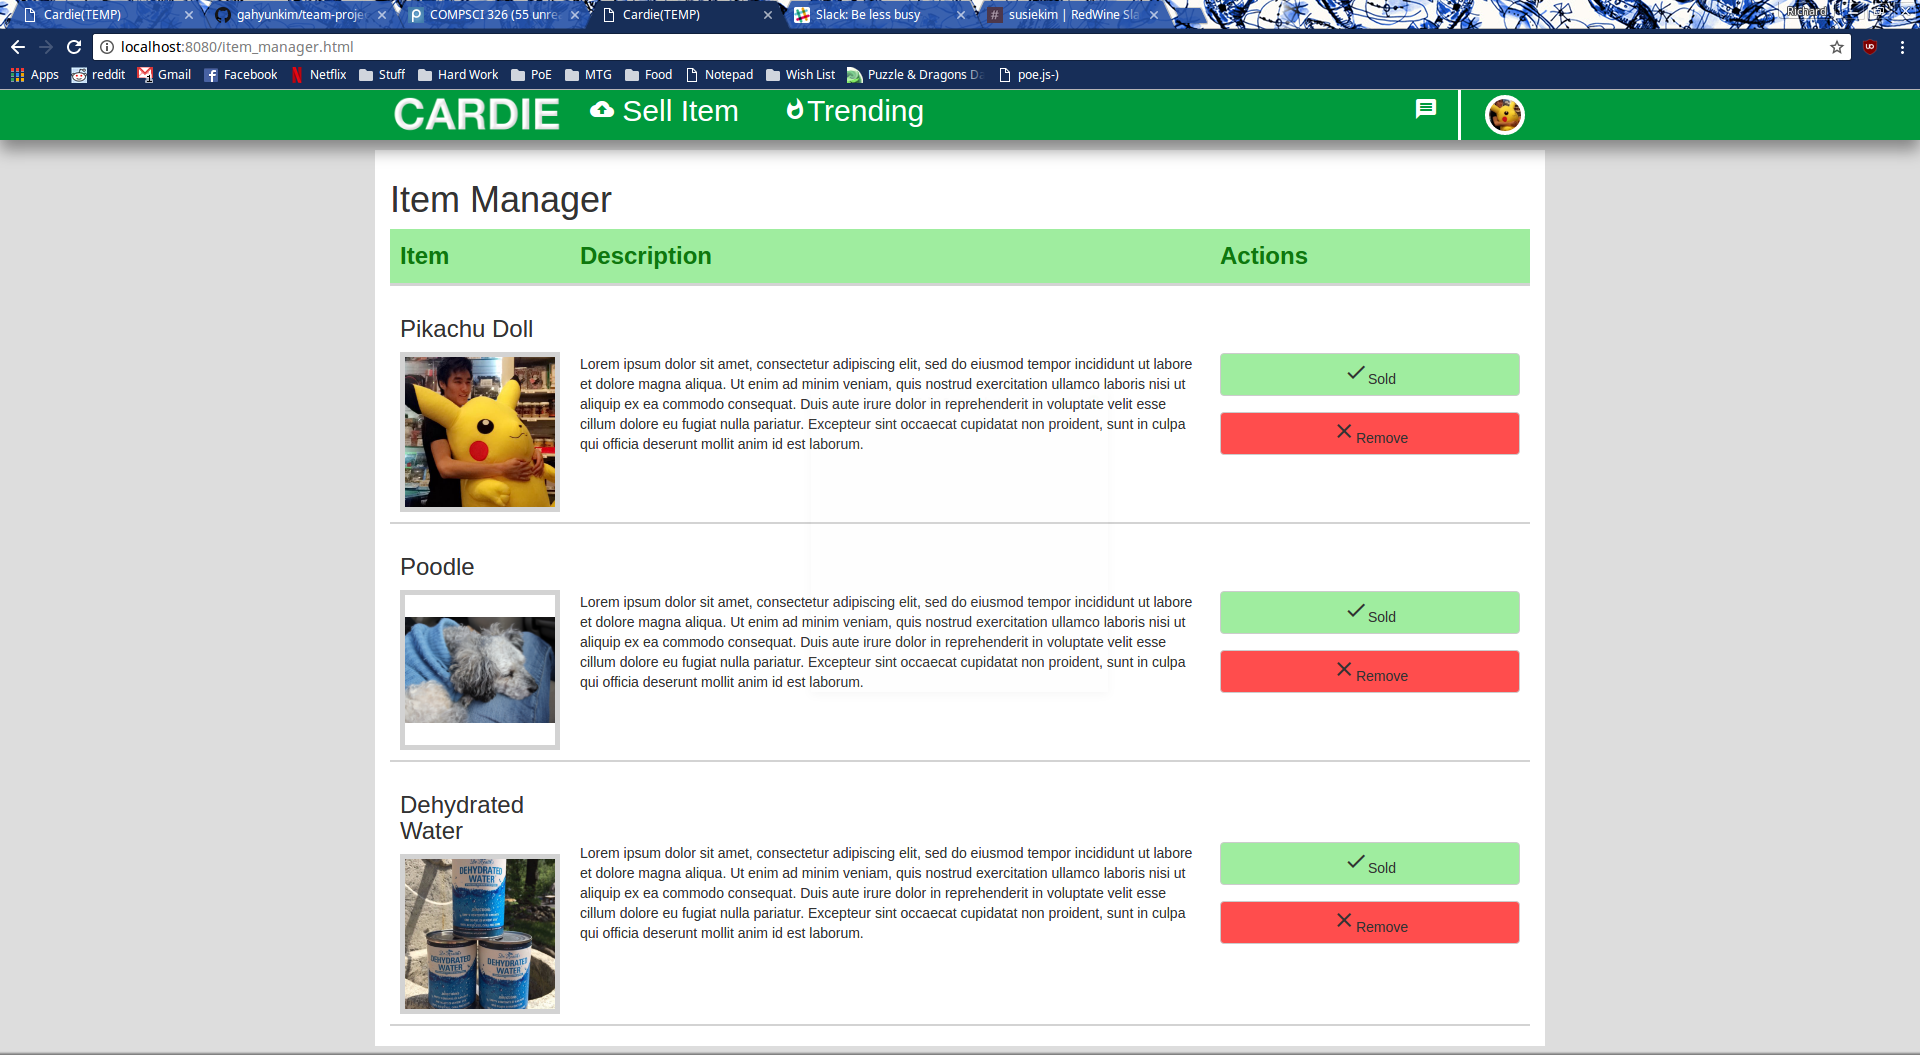 Cardie(TEMP)
gahyunkim/team-proje
COMPSCI 326 (55 unre
Cardie(TEMP)
Slack: Be less busy
susiekim | RedWine Sla
Richard
localhost:8080/item_manager.html
Apps
reddit
Gmail
Facebook
Netflix
Stuff
Hard Work
PoE
MTG
Food
Notepad
Wish List
Puzzle & Dragons Da
poe.js-)
CARDIE
Sell Item
Trending
Item Manager
Item
Description
Actions
Pikachu Doll
Lorem ipsum dolor sit amet, consectetur adipiscing elit, sed do eiusmod tempor incididunt ut labore
et dolore magna aliqua. Ut enim ad minim veniam, quis nostrud exercitation ullamco laboris nisi ut
aliquip ex ea commodo consequat. Duis aute irure dolor in reprehenderit in voluptate velit esse
cillum dolore eu fugiat nulla pariatur. Excepteur sint occaecat cupidatat non proident, sunt in culpa
qui officia deserunt mollit anim id est laborum.
Sold
Remove
Poodle
Lorem ipsum dolor sit amet, consectetur adipiscing elit, sed do eiusmod tempor incididunt ut labore
et dolore magna aliqua. Ut enim ad minim veniam, quis nostrud exercitation ullamco laboris nisi ut
aliquip ex ea commodo consequat. Duis aute irure dolor in reprehenderit in voluptate velit esse
cillum dolore eu fugiat nulla pariatur. Excepteur sint occaecat cupidatat non proident, sunt in culpa
qui officia deserunt mollit anim id est laborum.
Sold
Remove
Dehydrated
Water
DEHYDRATED
WATER
DEHYDRATED
WATER
DEHYDRATED
WATER
Lorem ipsum dolor sit amet, consectetur adipiscing elit, sed do eiusmod tempor incididunt ut labore
et dolore magna aliqua. Ut enim ad minim veniam, quis nostrud exercitation ullamco laboris nisi ut
aliquip ex ea commodo consequat. Duis aute irure dolor in reprehenderit in voluptate velit esse
cillum dolore eu fugiat nulla pariatur. Excepteur sint occaecat cupidatat non proident, sunt in culpa
qui officia deserunt mollit anim id est laborum.
Sold
Remove